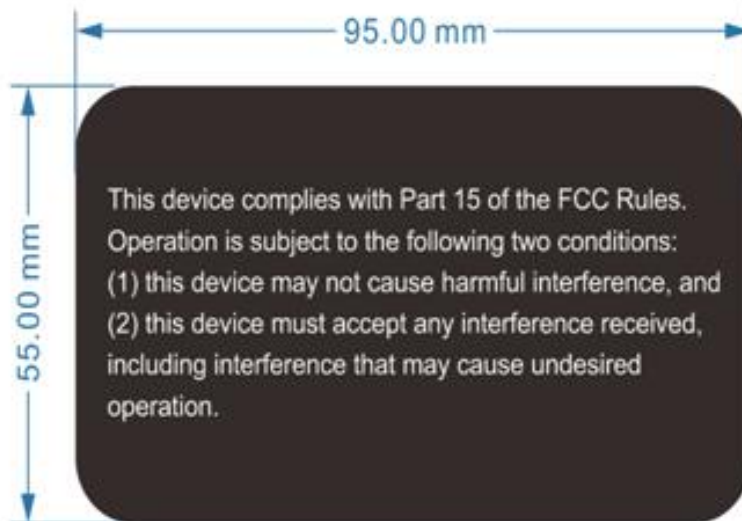 95.00 mm
55.00 mm
This device complies with Part 15 of the FCC Rules.
Operation is subject to the following two conditions:
(1) this device may not cause harmful interference, and
(2) this device must accept any interference received,
including interference that may cause undesired
operation.